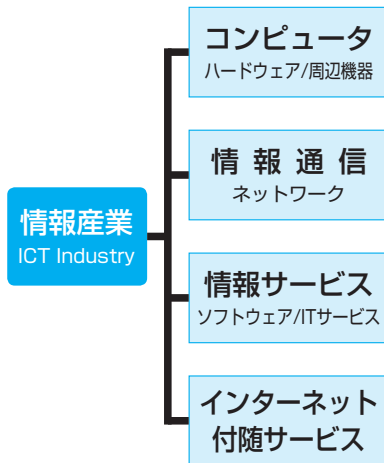 コンピュータ
ハードウェア/周辺機器
情報通信
ネットワーク
情報産業
ICT Industry
情報サービス
ソフトウェア/ITサービス
インターネット
付随サービス